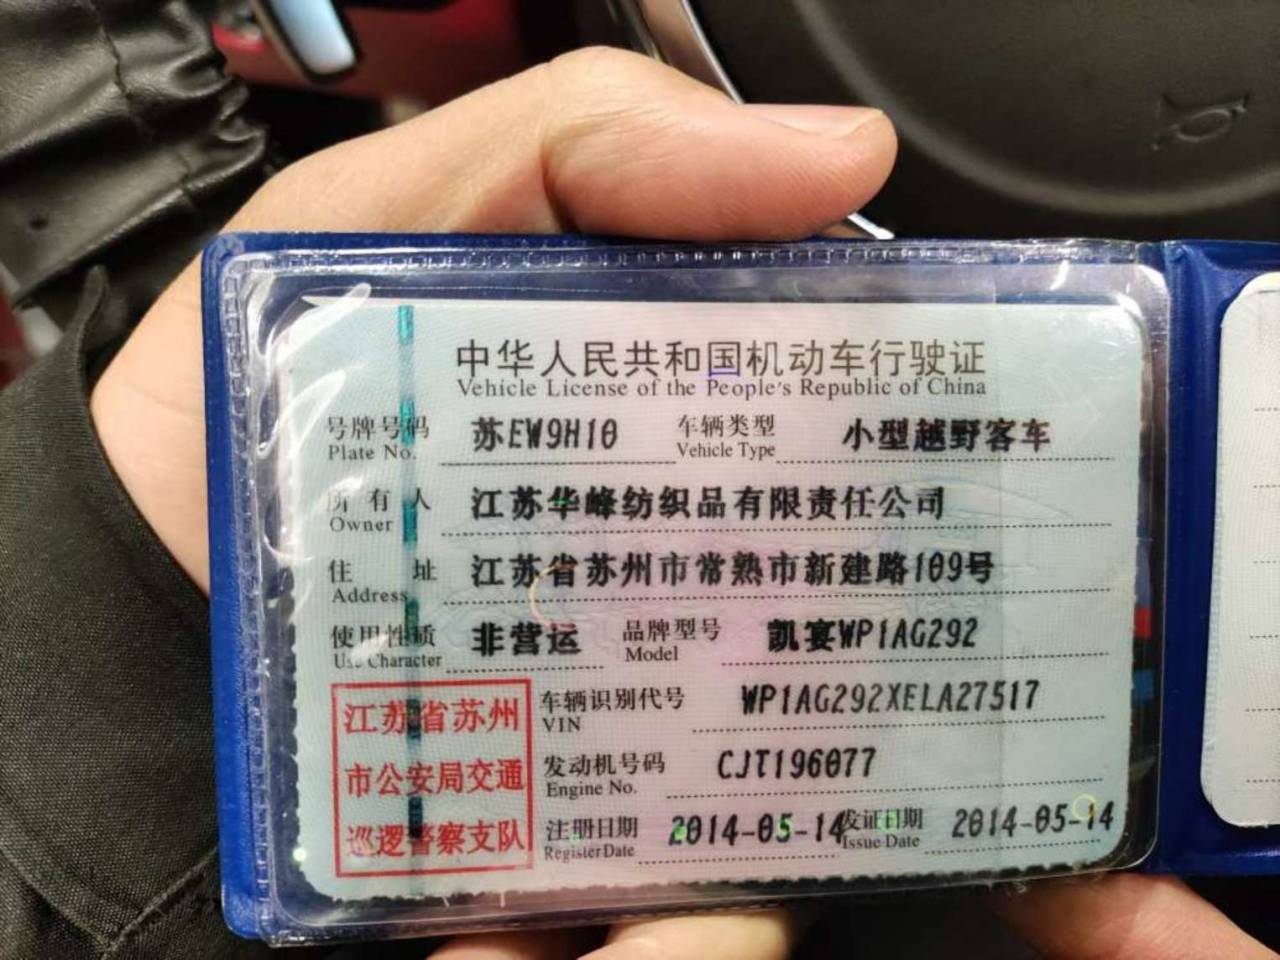 中华人民共和国机动车行驶证
Vehicle License of the People's Republic of China
号牌号码 苏EW9H10 车辆类型 小型越野客车
Plate No. Vehicle Type
所有人 江苏华峰纺织品有限责任公司
Owner
住址 江苏省苏州市常熟市新建路109号
Address
使用性质 非营运 品牌型号 凯宴WP1AG292
Use Character Model
车辆识别代号 WP1AG292XELA27517
VIN
发动机号码 CJT196077
Engine No.
注册日期 2014-05-14 发证日期 2014-05-14
Register Date Issue Date
江苏省苏州
市公安局交通
巡逻警察支队